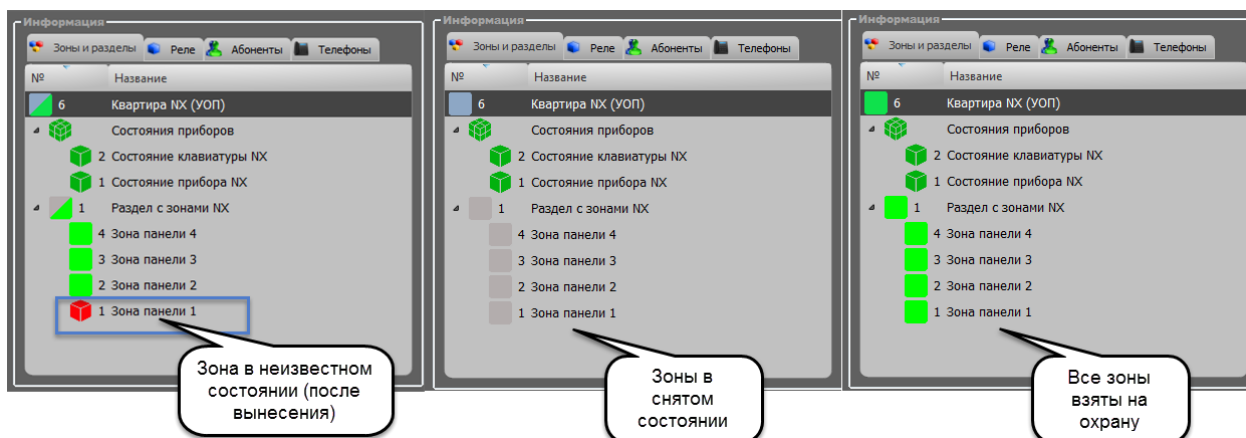 Информация
Зоны и разделы Реле Абоненты Телефоны
№ Название
6 Квартира NX (УОП)
Состояния приборов
2 Состояние клавиатуры NX
1 Состояние прибора NX
1 Раздел с зонами NX
4 Зона панели 4
3 Зона панели 3
2 Зона панели 2
1 Зона панели 1
Зона в неизвестном
состоянии (после
вынесения)
Информация
Зоны и разделы Реле Абоненты Телефоны
№ Название
6 Квартира NX (УОП)
Состояния приборов
2 Состояние клавиатуры NX
1 Состояние прибора NX
1 Раздел с зонами NX
4 Зона панели 4
3 Зона панели 3
2 Зона панели 2
1 Зона панели 1
Зоны в
снятом
состоянии
Информация
Зоны и разделы Реле Абоненты Телефоны
№ Название
6 Квартира NX (УОП)
Состояния приборов
2 Состояние клавиатуры NX
1 Состояние прибора NX
1 Раздел с зонами NX
4 Зона панели 4
3 Зона панели 3
2 Зона панели 2
1 Зона панели 1
Все зоны
взяты на
охрану